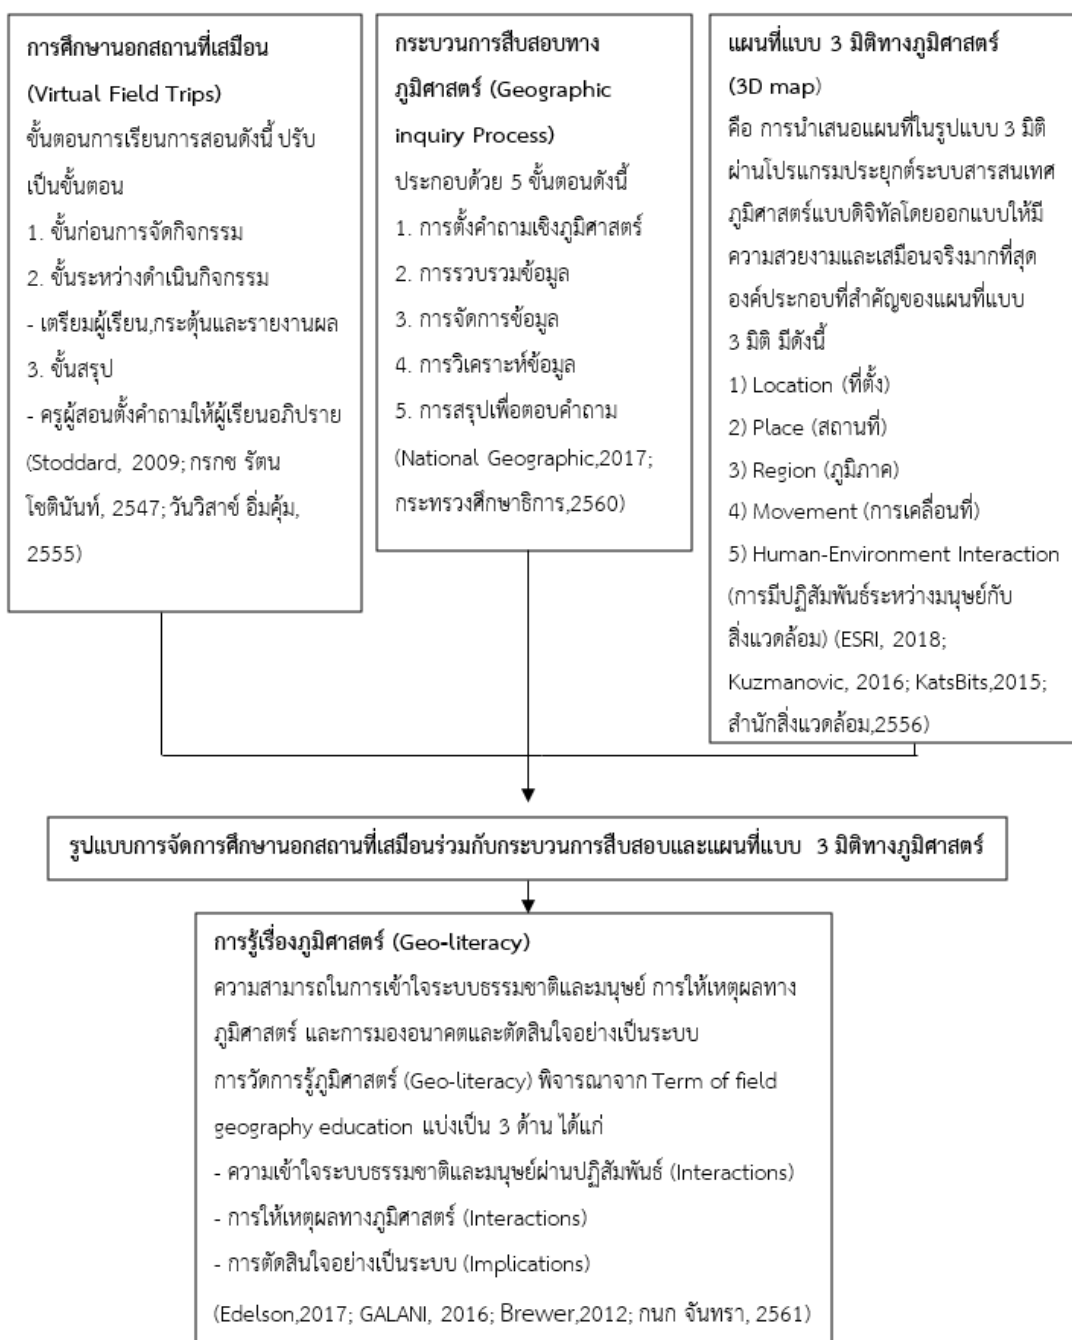 การศึกษานอกสถานที่เสมือน
(Virtual Field Trips)
ขั้นตอนการเรียนการสอนดังนี้ ปรับ
เป็นขั้นตอน
1. ขั้นก่อนการจัดกิจกรรม
2. ขั้นระหว่างดำเนินกิจกรรม
- เตรียมผู้เรียน,กระตุ้นและรายงานผล
3. ขั้นสรุป
- ครูผู้สอนตั้งคำถามให้ผู้เรียนอภิปราย
(Stoddard, 2009; กรกช รัตน
โชตินันท์, 2547; วันวิสาข์ อิ่มคุ้ม,
2555)
กระบวนการสืบสอบทาง
ภูมิศาสตร์ (Geographic
inquiry Process)
ประกอบด้วย 5 ขั้นตอนดังนี้
1. การตั้งคำถามเชิงภูมิศาสตร์
2. การรวบรวมข้อมูล
3. การจัดการข้อมูล
4. การวิเคราะห์ข้อมูล
5. การสรุปเพื่อตอบคำถาม
(National Geographic,2017;
กระทรวงศึกษาธิการ,2560)
แผนที่แบบ 3 มิติทางภูมิศาสตร์
(3D map)
คือ การนำเสนอแผนที่ในรูปแบบ 3 มิติ
ผ่านโปรแกรมประยุกต์ระบบสารสนเทศ
ภูมิศาสตร์แบบดิจิทัลโดยออกแบบให้มี
ความสวยงามและเสมือนจริงมากที่สุด
องค์ประกอบที่สำคัญของแผนที่แบบ
3 มิติ มีดังนี้
1) Location (ที่ตั้ง)
2) Place (สถานที่)
3) Region (ภูมิภาค)
4) Movement (การเคลื่อนที่)
5) Human-Environment Interaction
(การมีปฏิสัมพันธ์ระหว่างมนุษย์กับ
สิ่งแวดล้อม) (ESRI, 2018;
Kuzmanovic, 2016; KatsBits,2015;
สำนักสิ่งแวดล้อม,2556)
รูปแบบการจัดการศึกษานอกสถานที่เสมือนร่วมกับกระบวนการสืบสอบและแผนที่แบบ 3 มิติทางภูมิศาสตร์
การรู้เรื่องภูมิศาสตร์ (Geo-literacy)
ความสามารถในการเข้าใจระบบธรรมชาติและมนุษย์ การให้เหตุผลทาง
ภูมิศาสตร์ และการมองอนาคตและตัดสินใจอย่างเป็นระบบ
การวัดการรู้ภูมิศาสตร์ (Geo-literacy) พิจารณาจาก Term of field
geography education แบ่งเป็น 3 ด้าน ได้แก่
- ความเข้าใจระบบธรรมชาติและมนุษย์ผ่านปฏิสัมพันธ์ (Interactions)
- การให้เหตุผลทางภูมิศาสตร์ (Interactions)
- การตัดสินใจอย่างเป็นระบบ (Implications)
(Edelson,2017; GALANI, 2016; Brewer,2012; กนก จันทรา, 2561)